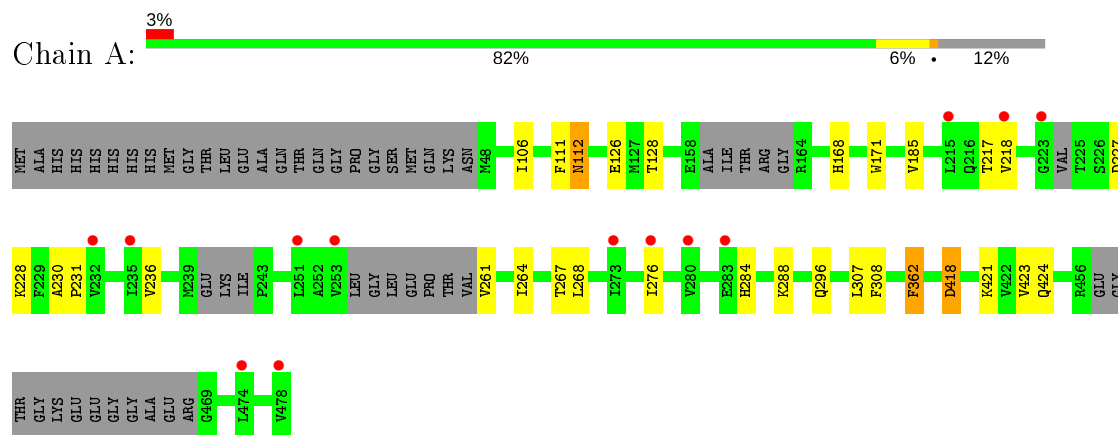 3%
Chain A:
82% 6% • 12%
MET ALA HIS HIS HIS HIS HIS HIS MET GLY THR LEU GLU ALA GLN THR GLN GLY PRO GLY SER MET GLN LYS ASN M48 I106 F111 N112 E126 M127 T128 E158 ALA ILE THR ARG GLY R164 H168 W171 V185 L215 Q216 T217 V218 G223 VAL T225 S226 D227
K228 F229 A230 P231 V232 I235 V236 M239 GLU LYS ILE P243 L251 A252 V253 LEU GLY LEU GLU PRO THR VAL V261 I264 T267 L268 I273 I276 V280 E283 H284 K288 Q296 L307 F308 F362 D418 K421 V422 V423 Q424 R456 GLU GLY
THR GLY LYS GLU GLU GLY GLY ALA GLU ARG G469 L474 V478